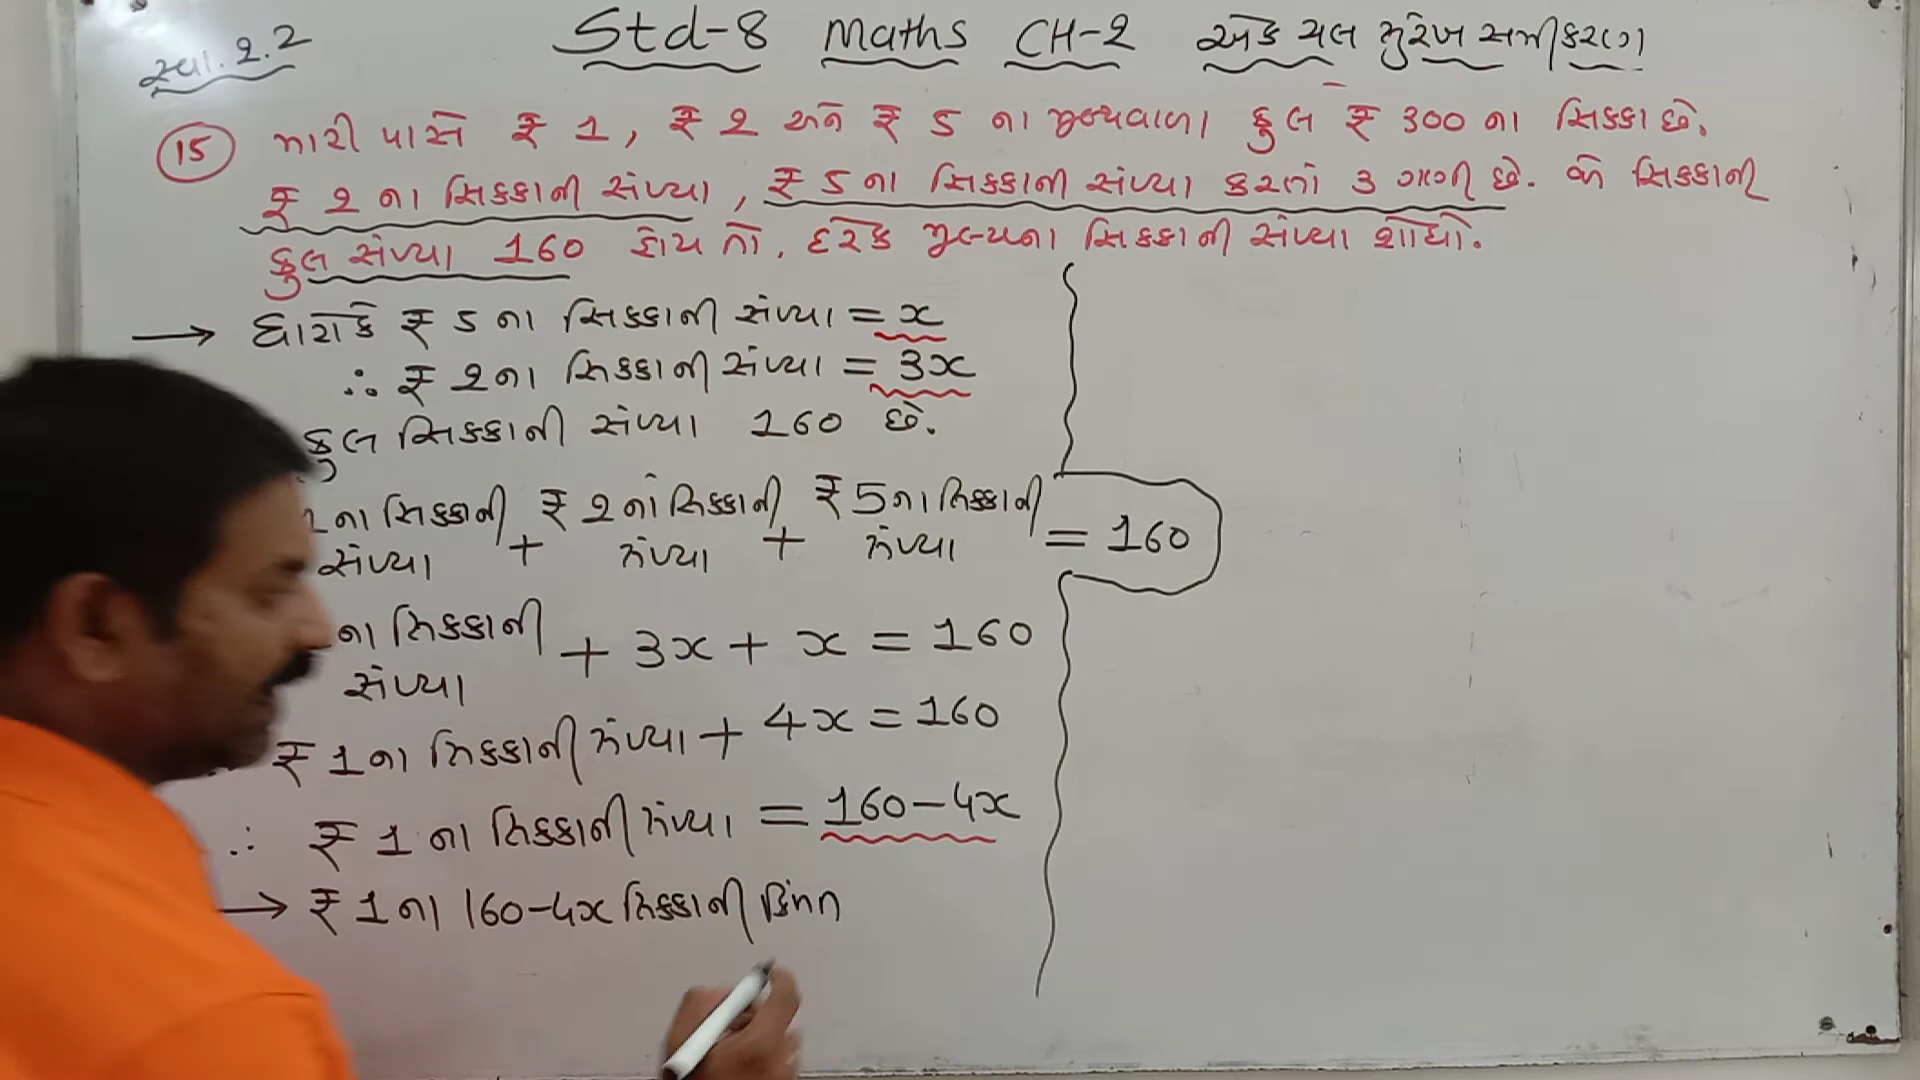 સ્વા. 2.2
Std-8 Maths CH-2 એક ચલ સુરેખ સમીકરણ
15 મારી પાસે ₹ 1, ₹ 2 અને ₹ 5 ના મૂલ્યવાળા કુલ ₹ 300 ના સિક્કા છે.
₹ 2 ના સિક્કાની સંખ્યા, ₹ 5 ના સિક્કાની સંખ્યા કરતાં 3 ગણી છે. જો સિક્કાની
કુલ સંખ્યા 160 હોય તો, દરેક મૂલ્યના સિક્કાની સંખ્યા શોધો.
→ ધારોકે ₹ 5 ના સિક્કાની સંખ્યા = x
∴ ₹ 2 ના સિક્કાની સંખ્યા = 3x
કુલ સિક્કાની સંખ્યા 160 છે.
1 ના સિક્કાની સંખ્યા + ₹ 2 નાં સિક્કાની સંખ્યા + ₹ 5 ના સિક્કાની સંખ્યા = 160
ના સિક્કાની સંખ્યા + 3x + x = 160
₹ 1 ના સિક્કાની સંખ્યા + 4x = 160
∴ ₹ 1 ના સિક્કાની સંખ્યા = 160 - 4x
→ ₹ 1 ના 160-4x સિક્કાની કિંમત